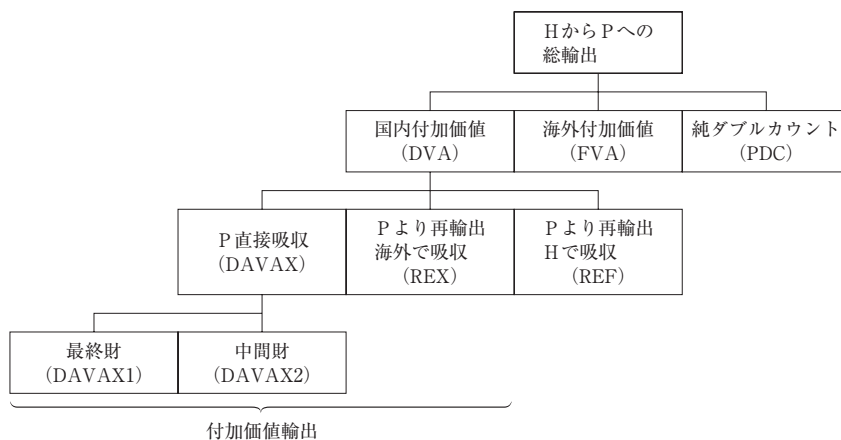 HからPへの
総輸出
国内付加価値
(DVA)
海外付加価値
(FVA)
純ダブルカウント
(PDC)
P直接吸収
(DAVAX)
Pより再輸出
海外で吸収
(REX)
Pより再輸出
Hで吸収
(REF)
最終財
(DAVAX1)
中間財
(DAVAX2)
付加価値輸出